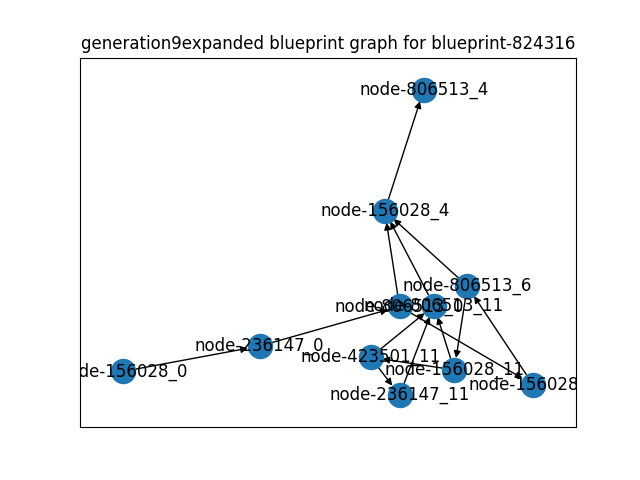 generation9expanded blueprint graph for blueprint-824316
node-806513_4
node-156028_4
node-806513_6
node-806513_0
node-806513_11
node-236147_0
node-423501_11
node-156028_11
de-156028_0
node-156028
node-236147_11